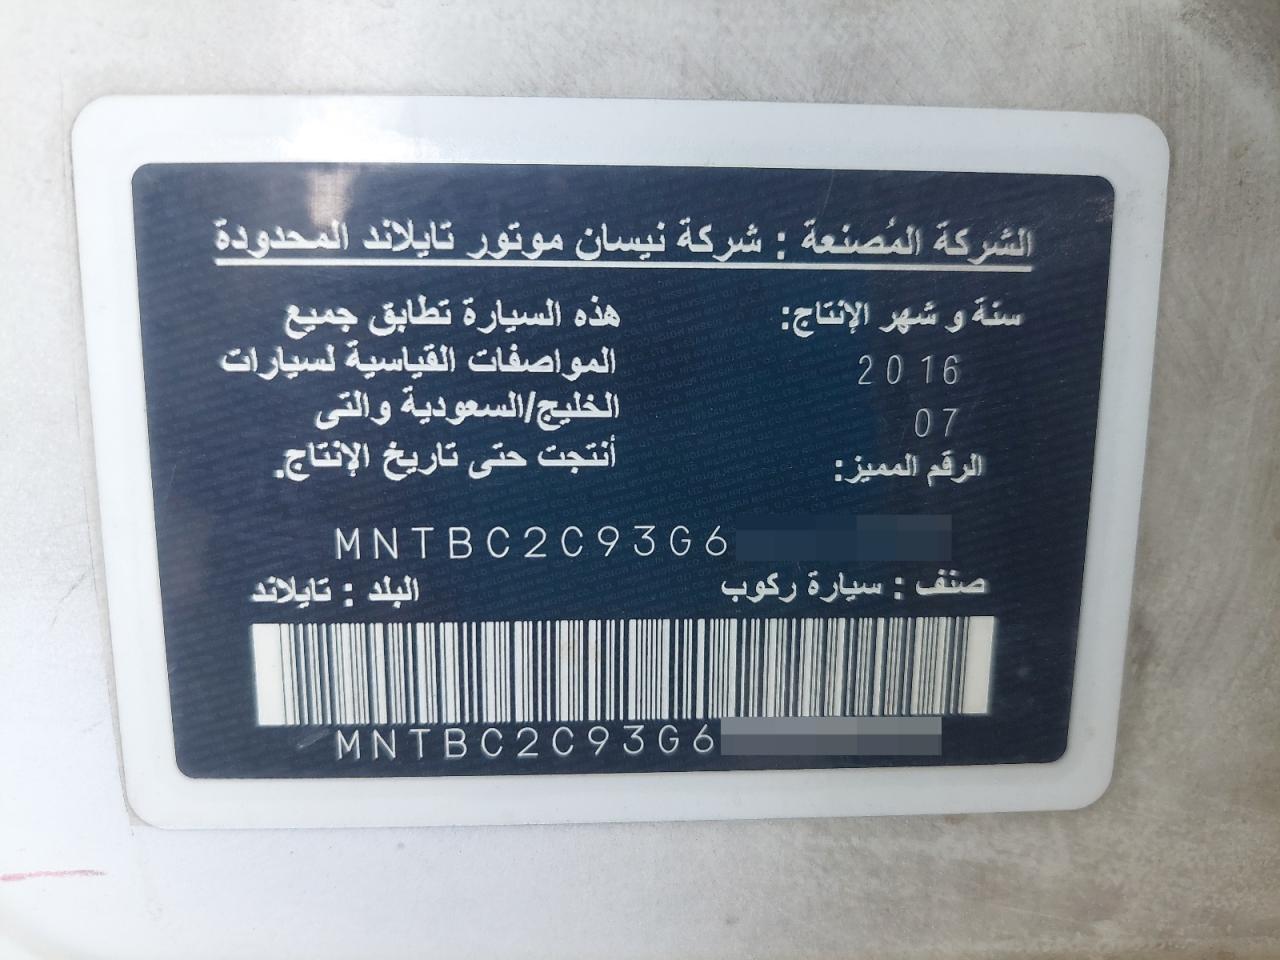 الشركة المُصنعة : شركة نيسان موتور تايلاند المحدودة
سنة و شهر الإنتاج:
2016
07
الرقم المميز:
هذه السيارة تطابق جميع
المواصفات القياسية لسيارات
الخليج/السعودية والتى
أنتجت حتى تاريخ الإنتاج.
MNTBC2C93G6
صنف : سيارة ركوب
البلد : تايلاند
MNTBC2C93G6